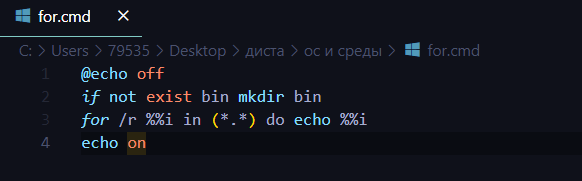 for.cmd
C: > Users > 79535 > Desktop > диста > ос и среды > for.cmd
1 @echo off
2 if not exist bin mkdir bin
3 for /r %%i in (*.*) do echo %%i
4 echo on